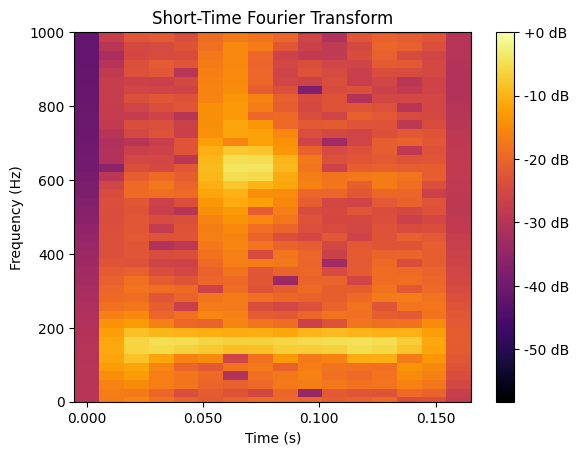 Short-Time Fourier Transform
1000
800
600
400
200
0
Frequency (Hz)
0.000
0.050
0.100
0.150
Time (s)
+0 dB
-10 dB
-20 dB
-30 dB
-40 dB
-50 dB